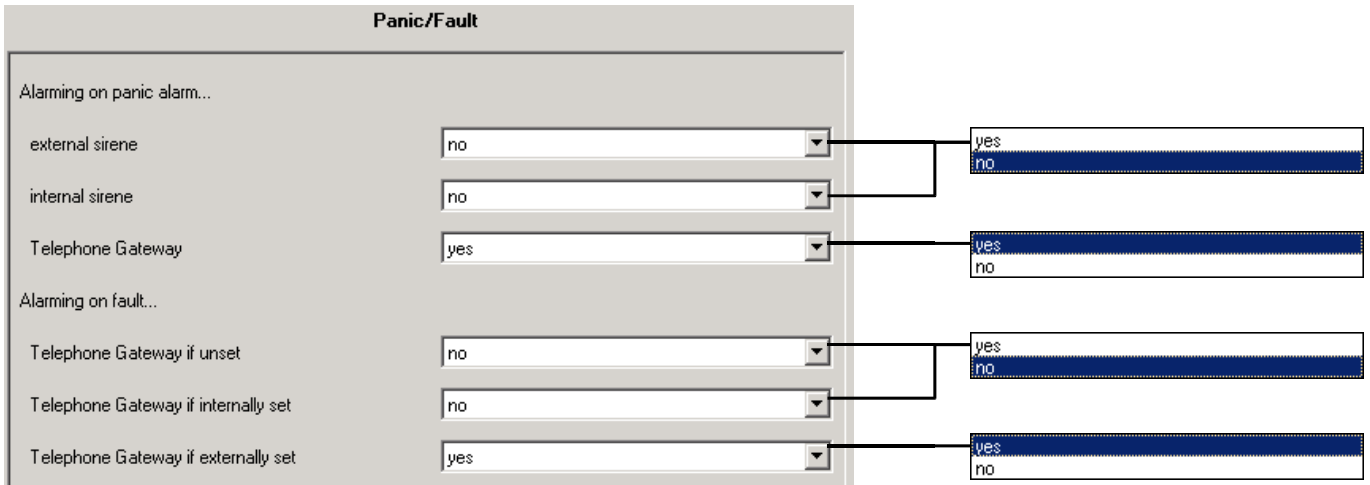 Panic/Fault
Alarming on panic alarm...
external sirene no
yes
no
internal sirene no
Telephone Gateway yes
yes
no
Alarming on fault...
Telephone Gateway if unset no
yes
no
Telephone Gateway if internally set no
Telephone Gateway if externally set yes
yes
no